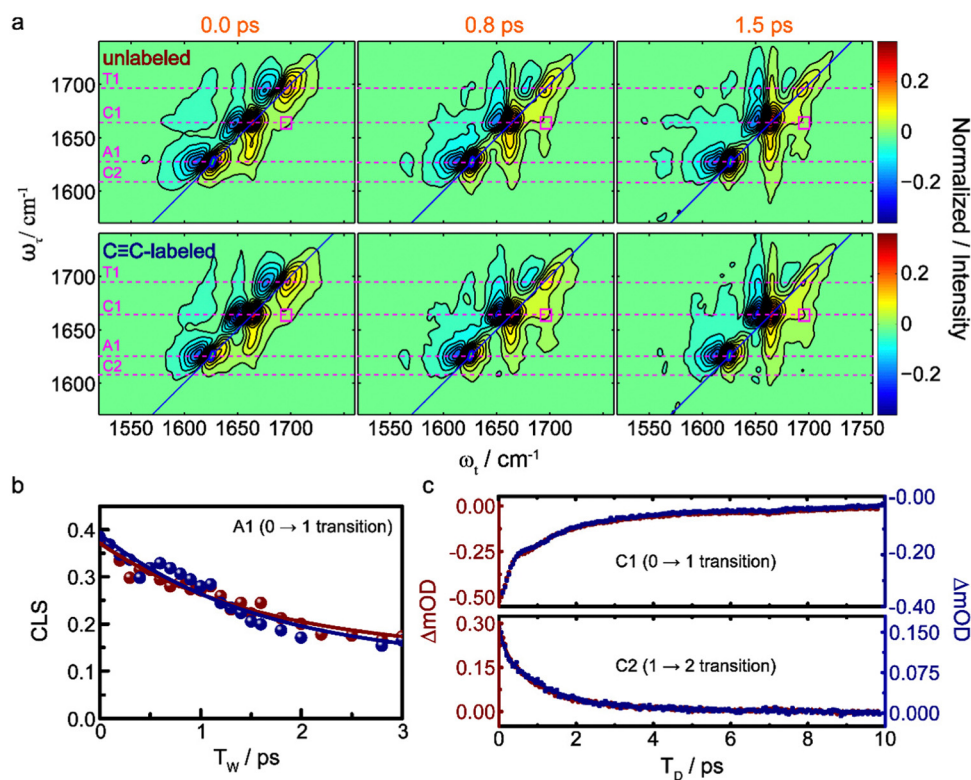 a
0.0 ps 0.8 ps 1.5 ps
unlabeled
T1
C1
A1
C2
1700
1650
1600
ωτ / cm⁻¹
C≡C-labeled
T1
C1
A1
C2
1700
1650
1600
1550 1600 1650 1700 1550 1600 1650 1700 1550 1600 1650 1700 1750
ωt / cm⁻¹
0.2
0
−0.2
0.2
0
−0.2
Normalized / Intensity
b
A1 (0 → 1 transition)
0.4
0.3
0.2
0.1
0 1 2 3
CLS
Tw / ps
c
0.00
-0.25
-0.50
C1 (0 → 1 transition)
-0.00
-0.20
-0.40
0.30
0.15
0.00
C2 (1 → 2 transition)
0.150
0.075
0.000
ΔmOD
ΔmOD
0 2 4 6 8 10
Tp / ps